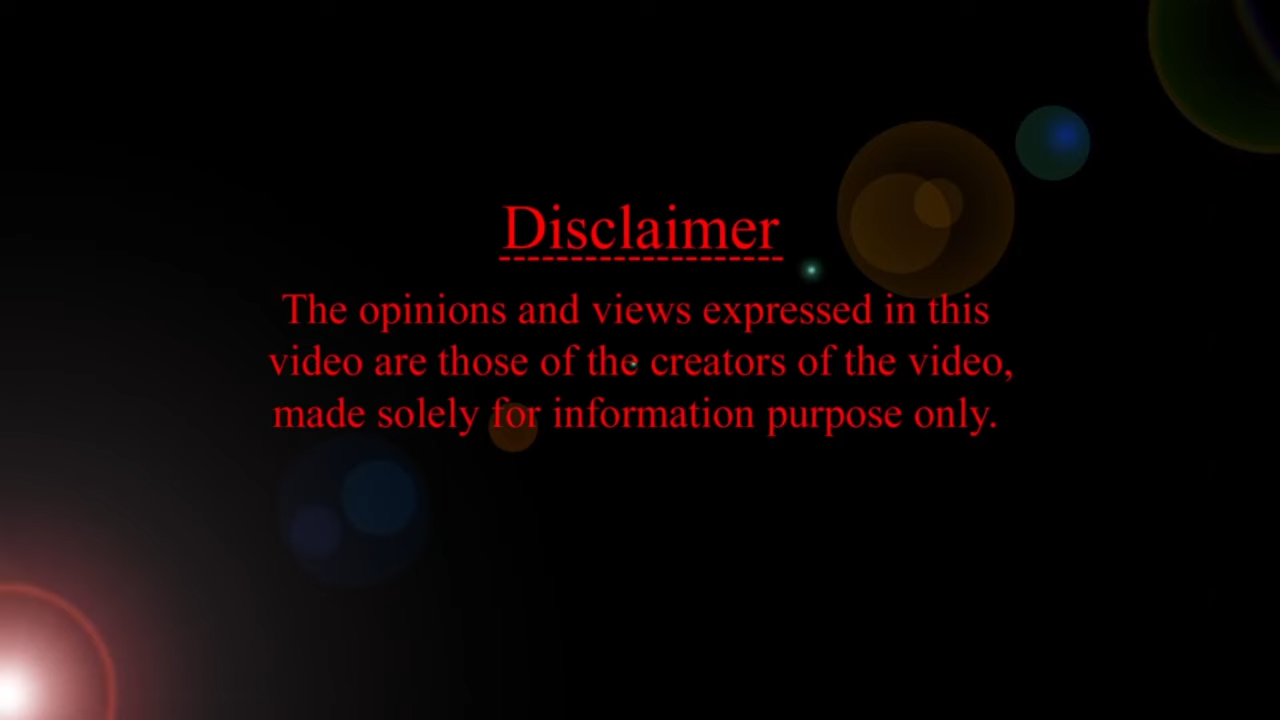 Disclaimer
The opinions and views expressed in this
video are those of the creators of the video,
made solely for information purpose only.